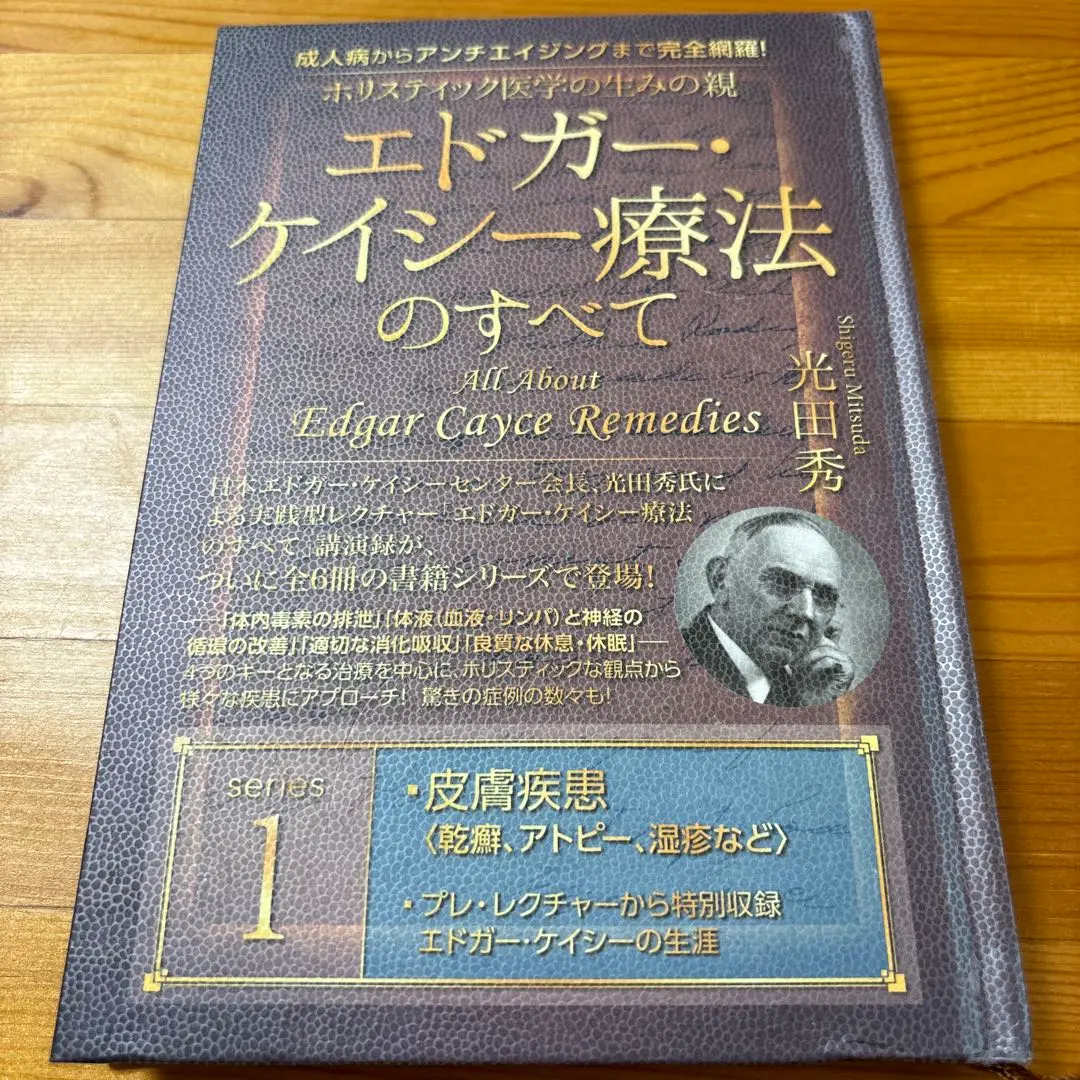 成人病からアンチエイジングまで完全網羅!
ホリスティック医学の生みの親
エドガー・
ケイシー療法
のすべて
All About
Edgar Cayce Remedies
Shigeru Mitsuda
光田秀
日本エドガー・ケイシーセンター会長、光田秀氏に
よる実践型レクチャー「エドガー・ケイシー療法
のすべて」講演録が、
ついに全6冊の書籍シリーズで登場!
──「体内毒素の排泄」「体液(血液・リンパ)と神経の
循環の改善」「適切な消化吸収」「良質な休息・休眠」──
4つのキーとなる治療を中心に、ホリスティックな観点から
様々な疾患にアプローチ! 驚きの症例の数々も!
series
1
・皮膚疾患
〈乾癬、アトピー、湿疹など〉
・プレ・レクチャーから特別収録
エドガー・ケイシーの生涯